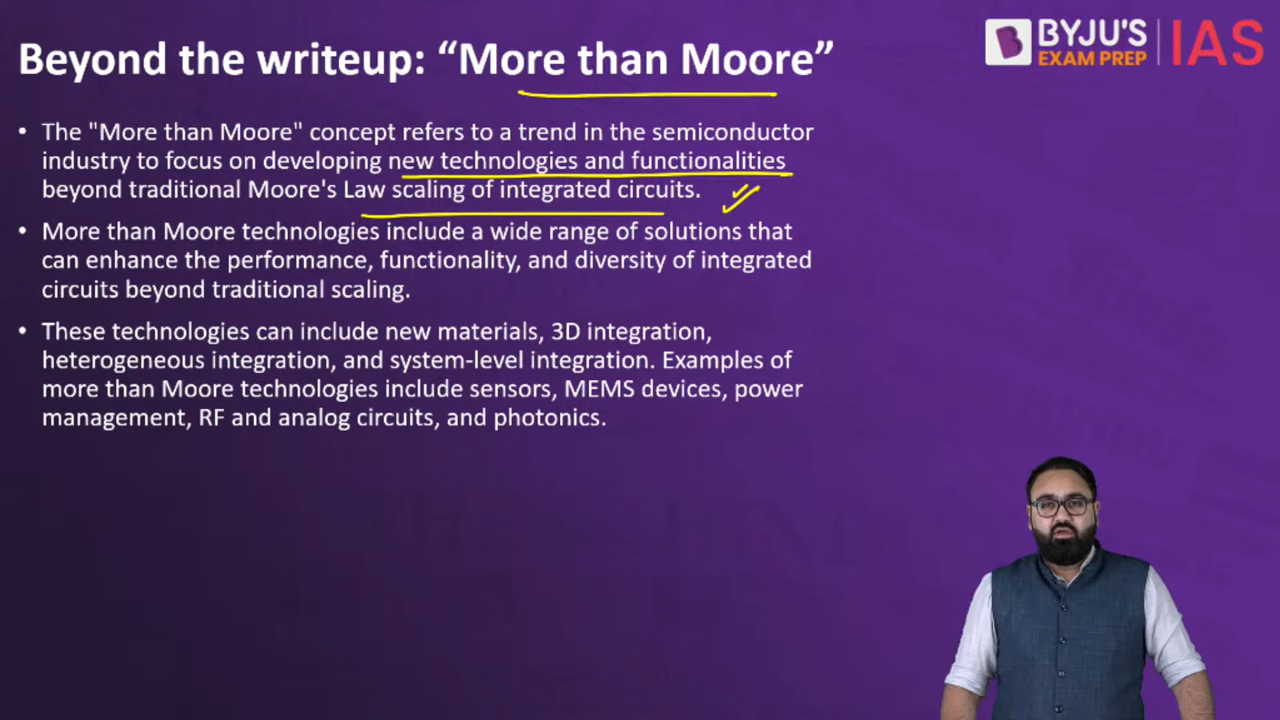 Beyond the writeup: “More than Moore”
BYJU'S
EXAM PREP
IAS
• The "More than Moore" concept refers to a trend in the semiconductor
industry to focus on developing new technologies and functionalities
beyond traditional Moore's Law scaling of integrated circuits.
• More than Moore technologies include a wide range of solutions that
can enhance the performance, functionality, and diversity of integrated
circuits beyond traditional scaling.
• These technologies can include new materials, 3D integration,
heterogeneous integration, and system-level integration. Examples of
more than Moore technologies include sensors, MEMS devices, power
management, RF and analog circuits, and photonics.